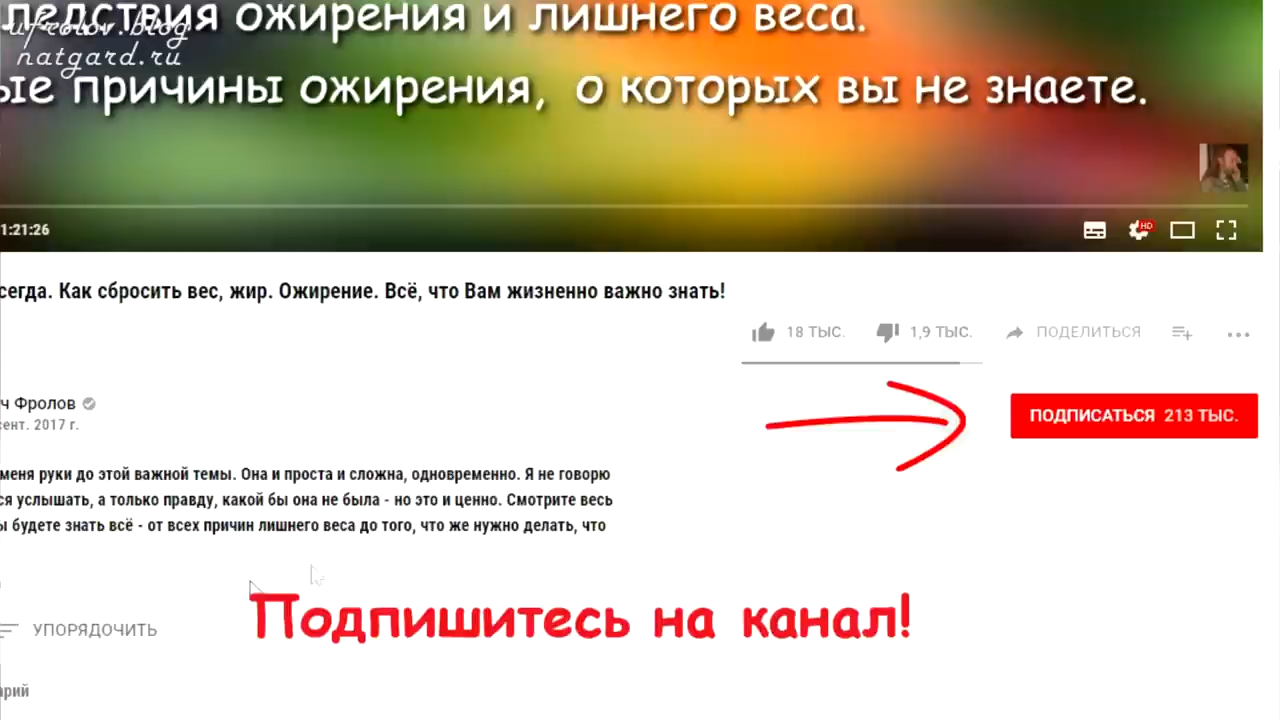 ледствия ожирения и лишнего веса.
ufrolov.blog
natgard.ru
ые причины ожирения, о которых вы не знаете.
1:21:26
HD
сегда. Как сбросить вес, жир. Ожирение. Всё, что Вам жизненно важно знать!
18 ТЫС. 1,9 ТЫС. ПОДЕЛИТЬСЯ
ч Фролов
сент. 2017 г.
ПОДПИСАТЬСЯ 213 ТЫС.
меня руки до этой важной темы. Она и проста и сложна, одновременно. Я не говорю
ся услышать, а только правду, какой бы она не была - но это и ценно. Смотрите весь
ы будете знать всё - от всех причин лишнего веса до того, что же нужно делать, что
Подпишитесь на канал!
УПОРЯДОЧИТЬ
арий